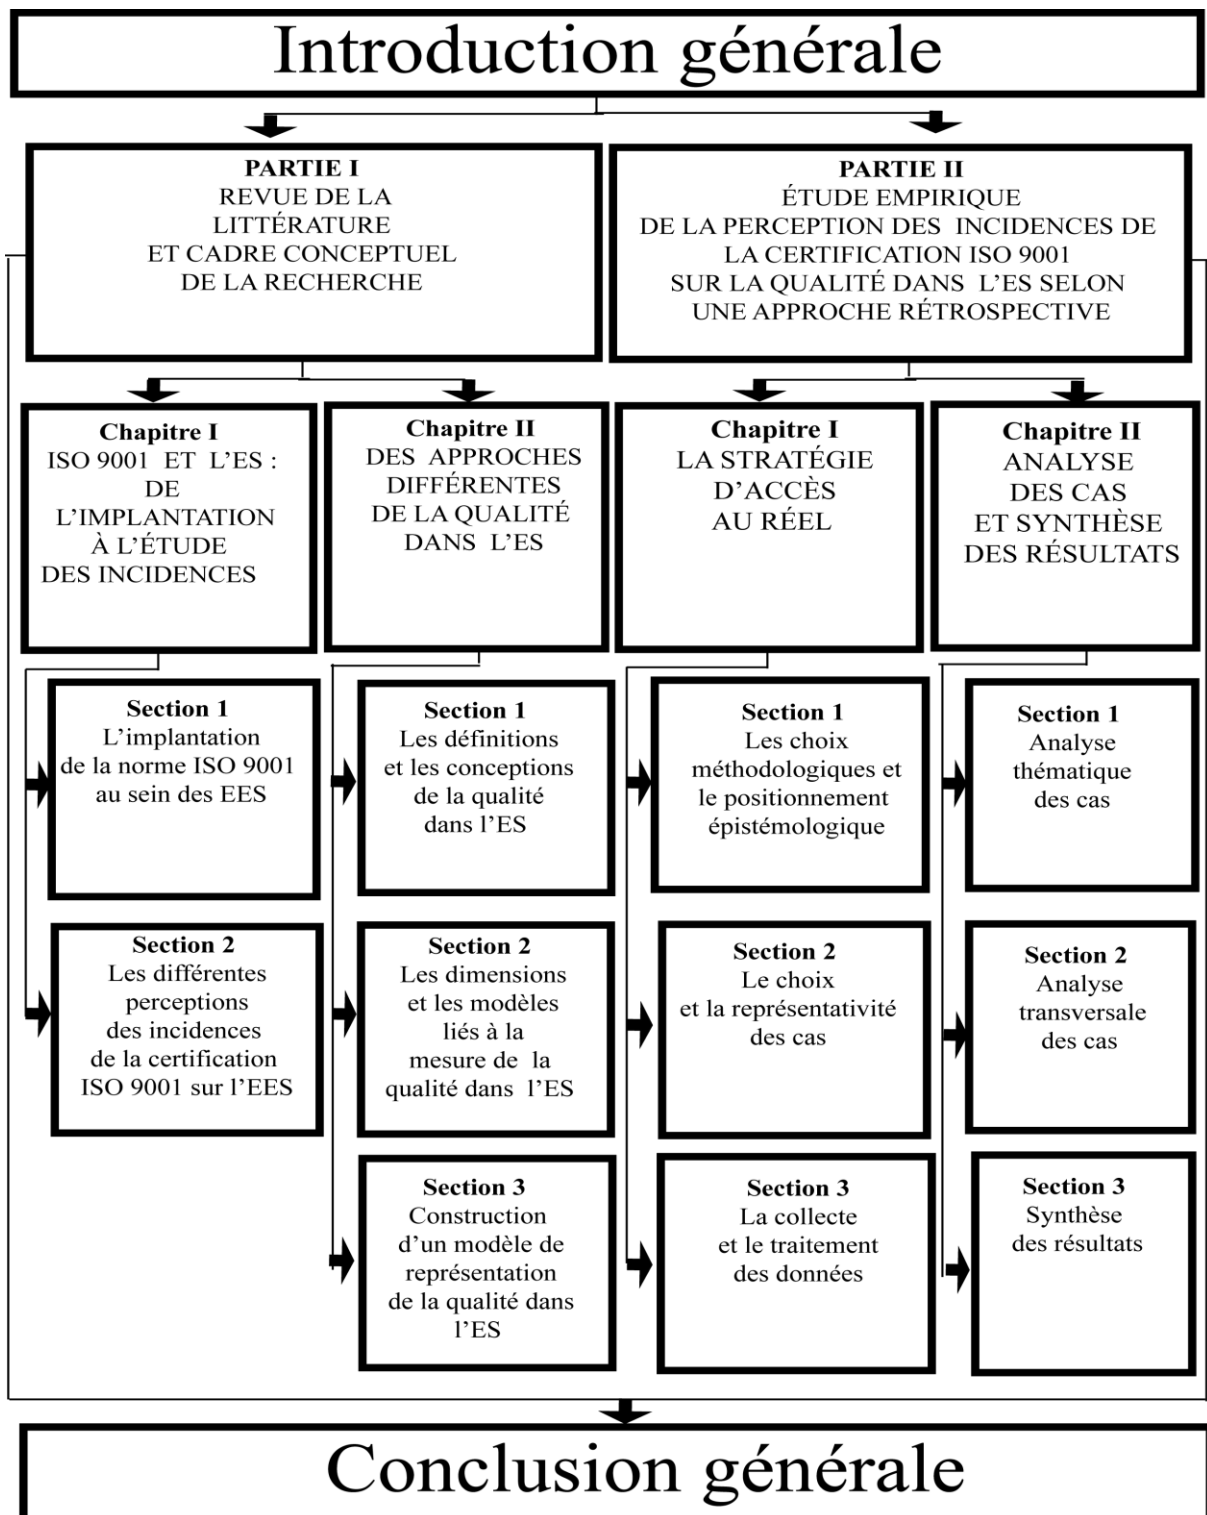 Introduction générale
PARTIE I
REVUE DE LA
LITTÉRATURE
ET CADRE CONCEPTUEL
DE LA RECHERCHE
PARTIE II
ÉTUDE EMPIRIQUE
DE LA PERCEPTION DES INCIDENCES DE
LA CERTIFICATION ISO 9001
SUR LA QUALITÉ DANS L’ES SELON
UNE APPROCHE RÉTROSPECTIVE
Chapitre I
ISO 9001 ET L’ES :
DE
L’IMPLANTATION
À L’ÉTUDE
DES INCIDENCES
Chapitre II
DES APPROCHES
DIFFÉRENTES
DE LA QUALITÉ
DANS L’ES
Chapitre I
LA STRATÉGIE
D’ACCÈS
AU RÉEL
Chapitre II
ANALYSE
DES CAS
ET SYNTHÈSE
DES RÉSULTATS
Section 1
L’implantation
de la norme ISO 9001
au sein des EES
Section 2
Les différentes
perceptions
des incidences
de la certification
ISO 9001 sur l’EES
Section 1
Les définitions
et les conceptions
de la qualité
dans l’ES
Section 2
Les dimensions
et les modèles
liés à la
mesure de la
qualité dans l’ES
Section 3
Construction
d’un modèle de
représentation
de la qualité dans
l’ES
Section 1
Les choix
méthodologiques et
le positionnement
épistémologique
Section 2
Le choix
et la représentativité
des cas
Section 3
La collecte
et le traitement
des données
Section 1
Analyse
thématique
des cas
Section 2
Analyse
transversale
des cas
Section 3
Synthèse
des résultats
Conclusion générale